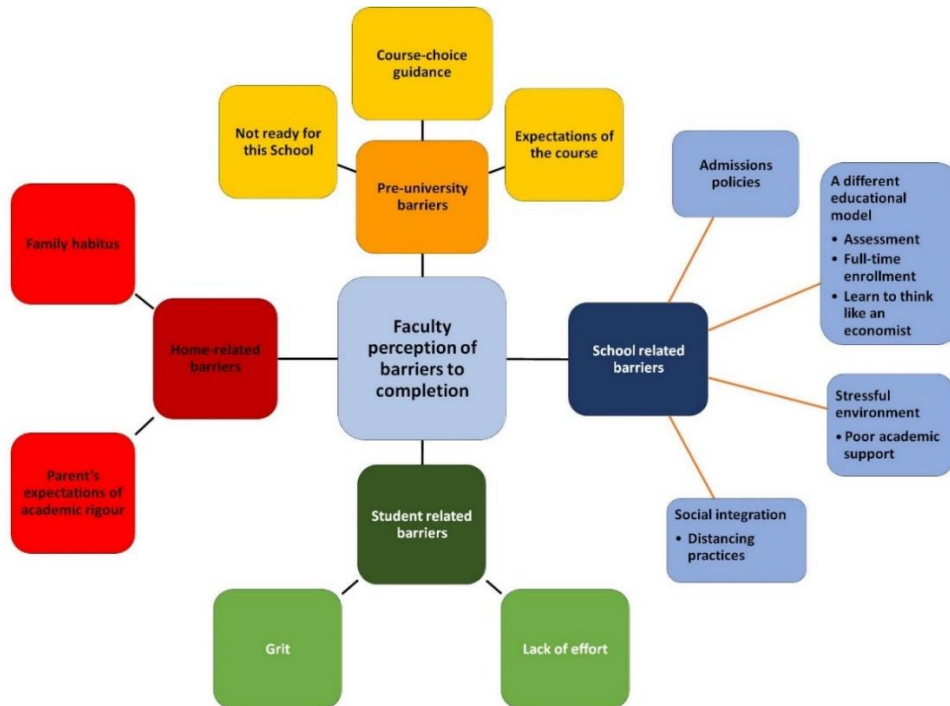 Course-choice
guidance
Not ready for
this School
Expectations of
the course
Pre-university
barriers
Admissions
policies
A different
educational
model
• Assessment
• Full-time
enrollment
• Learn to think
like an
economist
Family habitus
Home-related
barriers
Faculty
perception of
barriers to
completion
School related
barriers
Parent's
expectations of
academic rigour
Stressful
environment
• Poor academic
support
Student related
barriers
Social integration
• Distancing
practices
Grit
Lack of effort